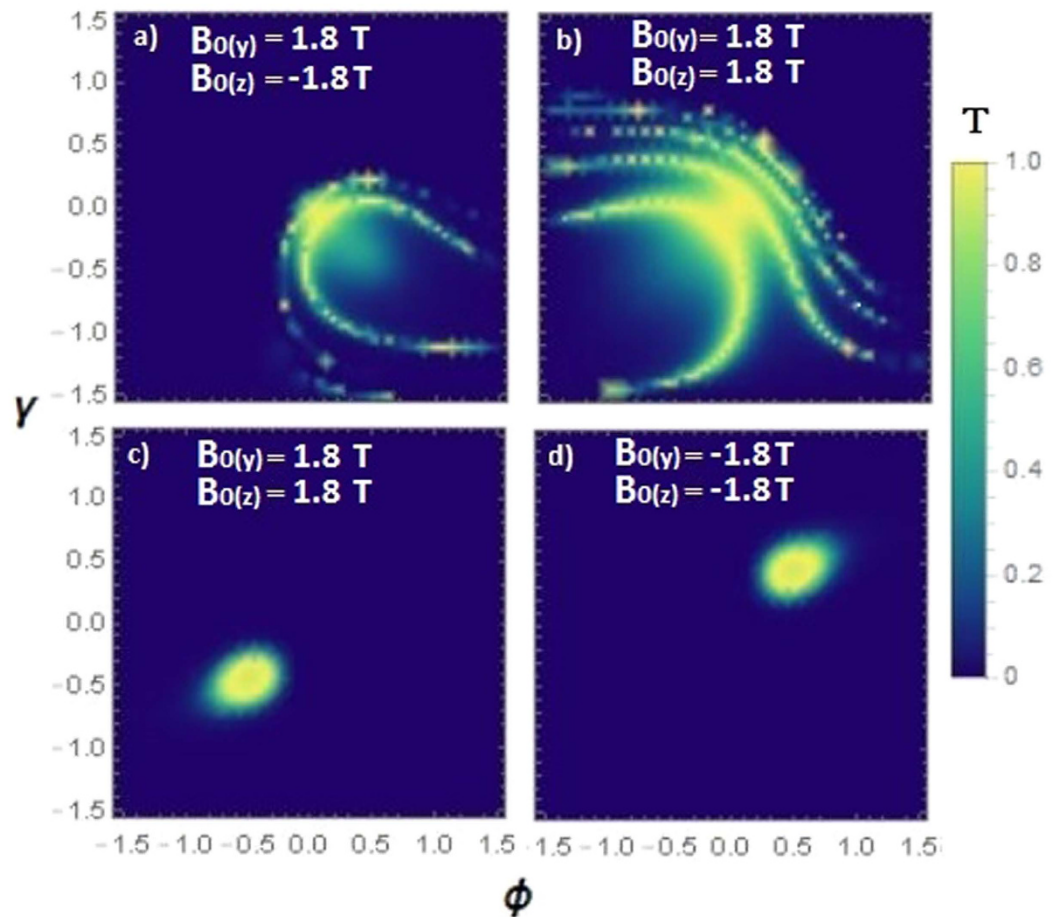 a) B0(y) = 1.8 T
B0(z) = -1.8T
b) B0(y)= 1.8 T
B0(z)= 1.8 T
T
1.5
1.0
0.5
0.0
-0.5
-1.0
-1.5
1.0
0.8
0.6
0.4
0.2
0
γ
c) B0(y)= 1.8 T
B0(z)= 1.8 T
d) B0(y)= -1.8T
B0(z)= -1.8T
1.5
1.0
0.5
0.0
-0.5
-1.0
-1.5
-1.5 -1.0 -0.5 0.0 0.5 1.0 1.5
-1.5 -1.0 -0.5 0.0 0.5 1.0 1.5
ϕ